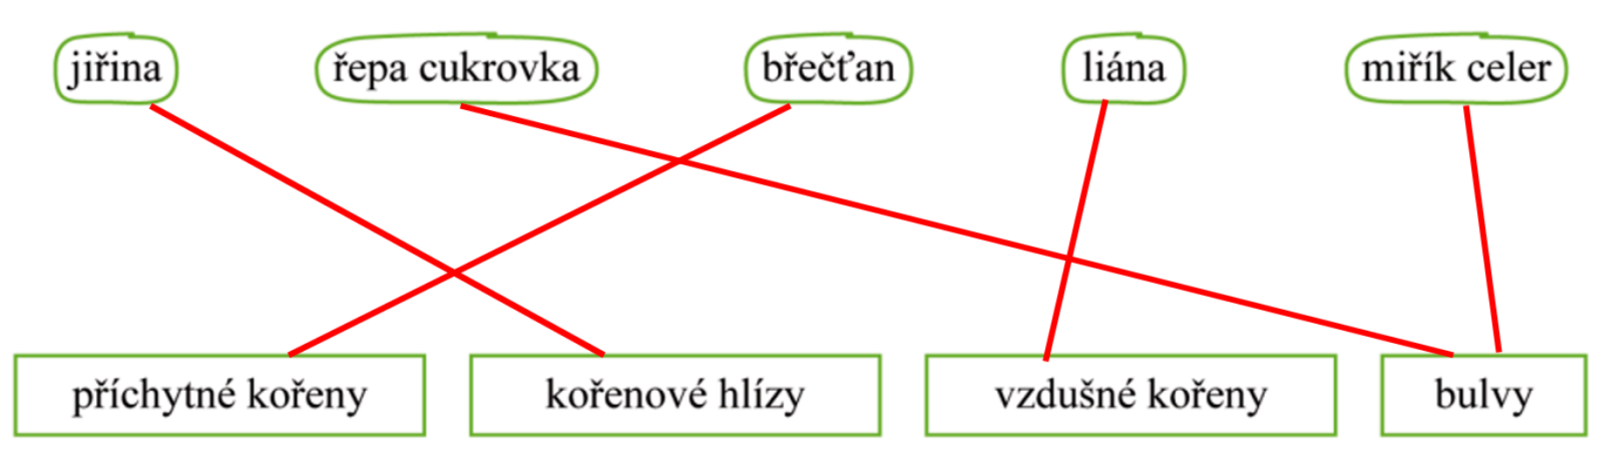 jiřina řepa cukrovka břečťan liána miřík celer
příchytné kořeny kořenové hlízy vzdušné kořeny bulvy